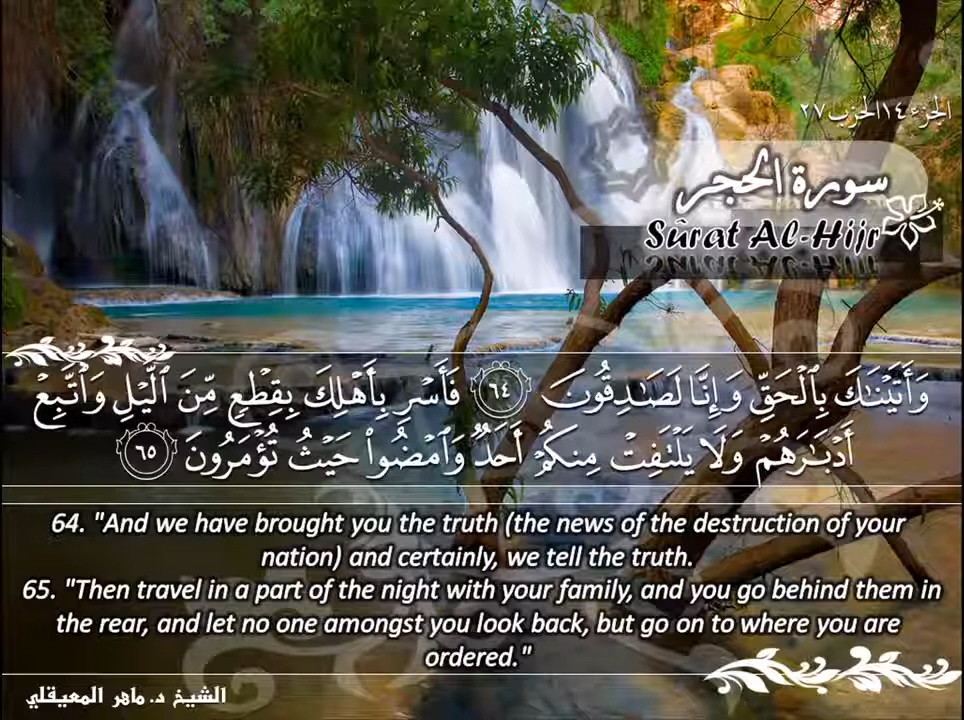 الجزء ١٤ الحزب ٢٧
سورة الحجر
Sûrat Al-Hijr
وَأَتَيْنَـٰكَ بِٱلْحَقِّ وَإِنَّا لَصَـٰدِقُونَ ٦٤ فَأَسْرِ بِأَهْلِكَ بِقِطْعٍ مِّنَ ٱلَّيْلِ وَٱتَّبِعْ
أَدْبَـٰرَهُمْ وَلَا يَلْتَفِتْ مِنكُمْ أَحَدٌ وَٱمْضُوا۟ حَيْثُ تُؤْمَرُونَ ٦٥
64. "And we have brought you the truth (the news of the destruction of your
nation) and certainly, we tell the truth.
65. "Then travel in a part of the night with your family, and you go behind them in
the rear, and let no one amongst you look back, but go on to where you are
ordered."
الشيخ د. ماهر المعيقلي